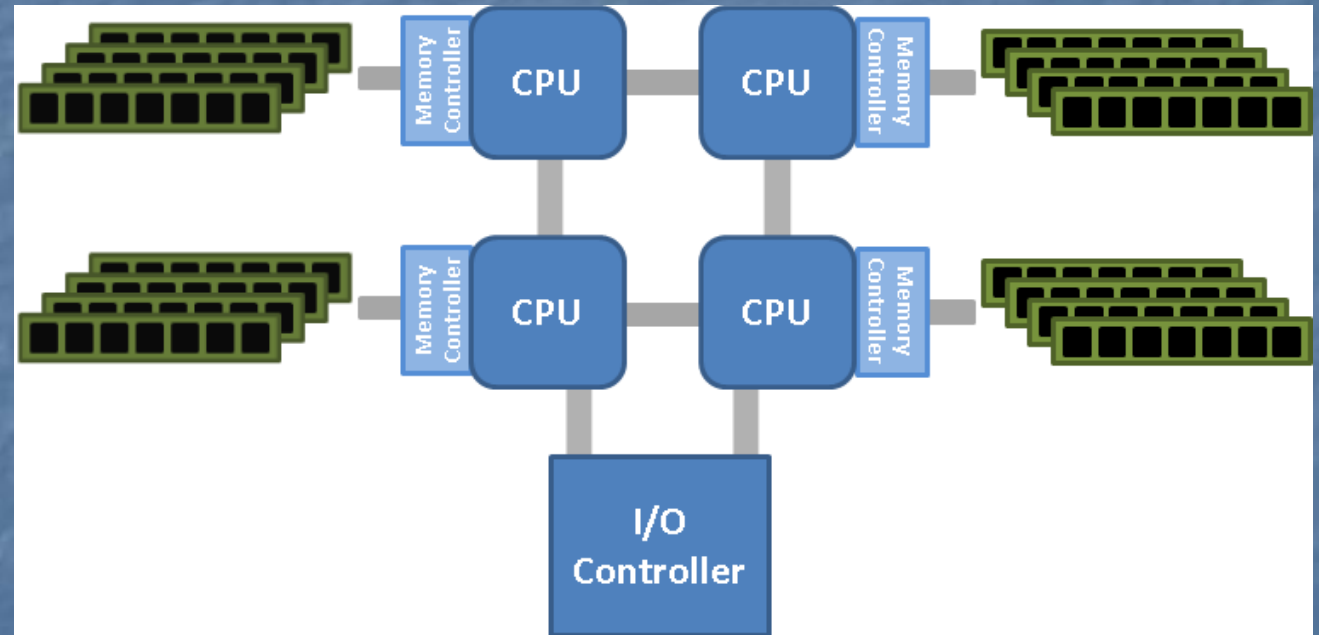 Memory
Controller
CPU
CPU
Memory
Controller
Memory
Controller
CPU
CPU
Memory
Controller
I/O
Controller